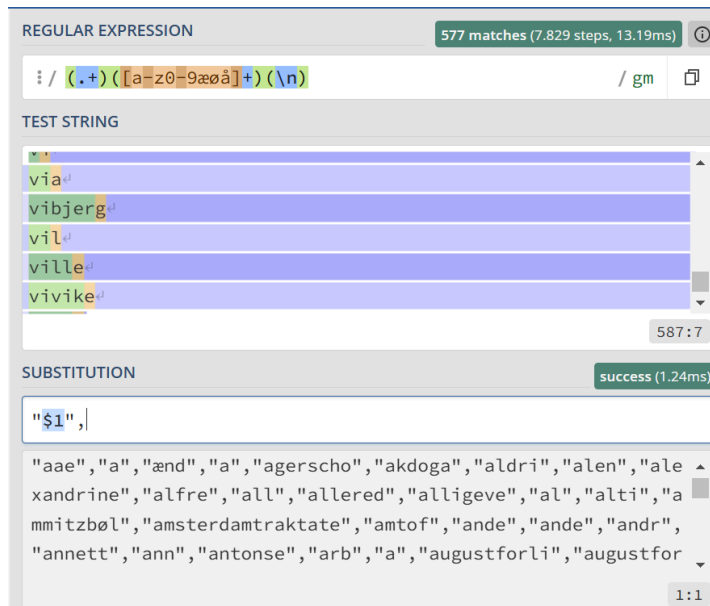 REGULAR EXPRESSION
577 matches (7.829 steps, 13.19ms)
/ (.+)([a-z0-9æøå]+)(\n) / gm
TEST STRING
via
vibjerg
vil
ville
vivike
587:7
SUBSTITUTION
success (1.24ms)
"$1",
"aae","a","ænd","a","agerscho","akdoga","aldri","alen","ale
xandrine","alfre","all","allered","alligeve","al","alti","a
mmitzbøl","amsterdamtraktate","amtof","ande","ande","andr",
"annett","ann","antonse","arb","a","augustforli","augustfor
1:1